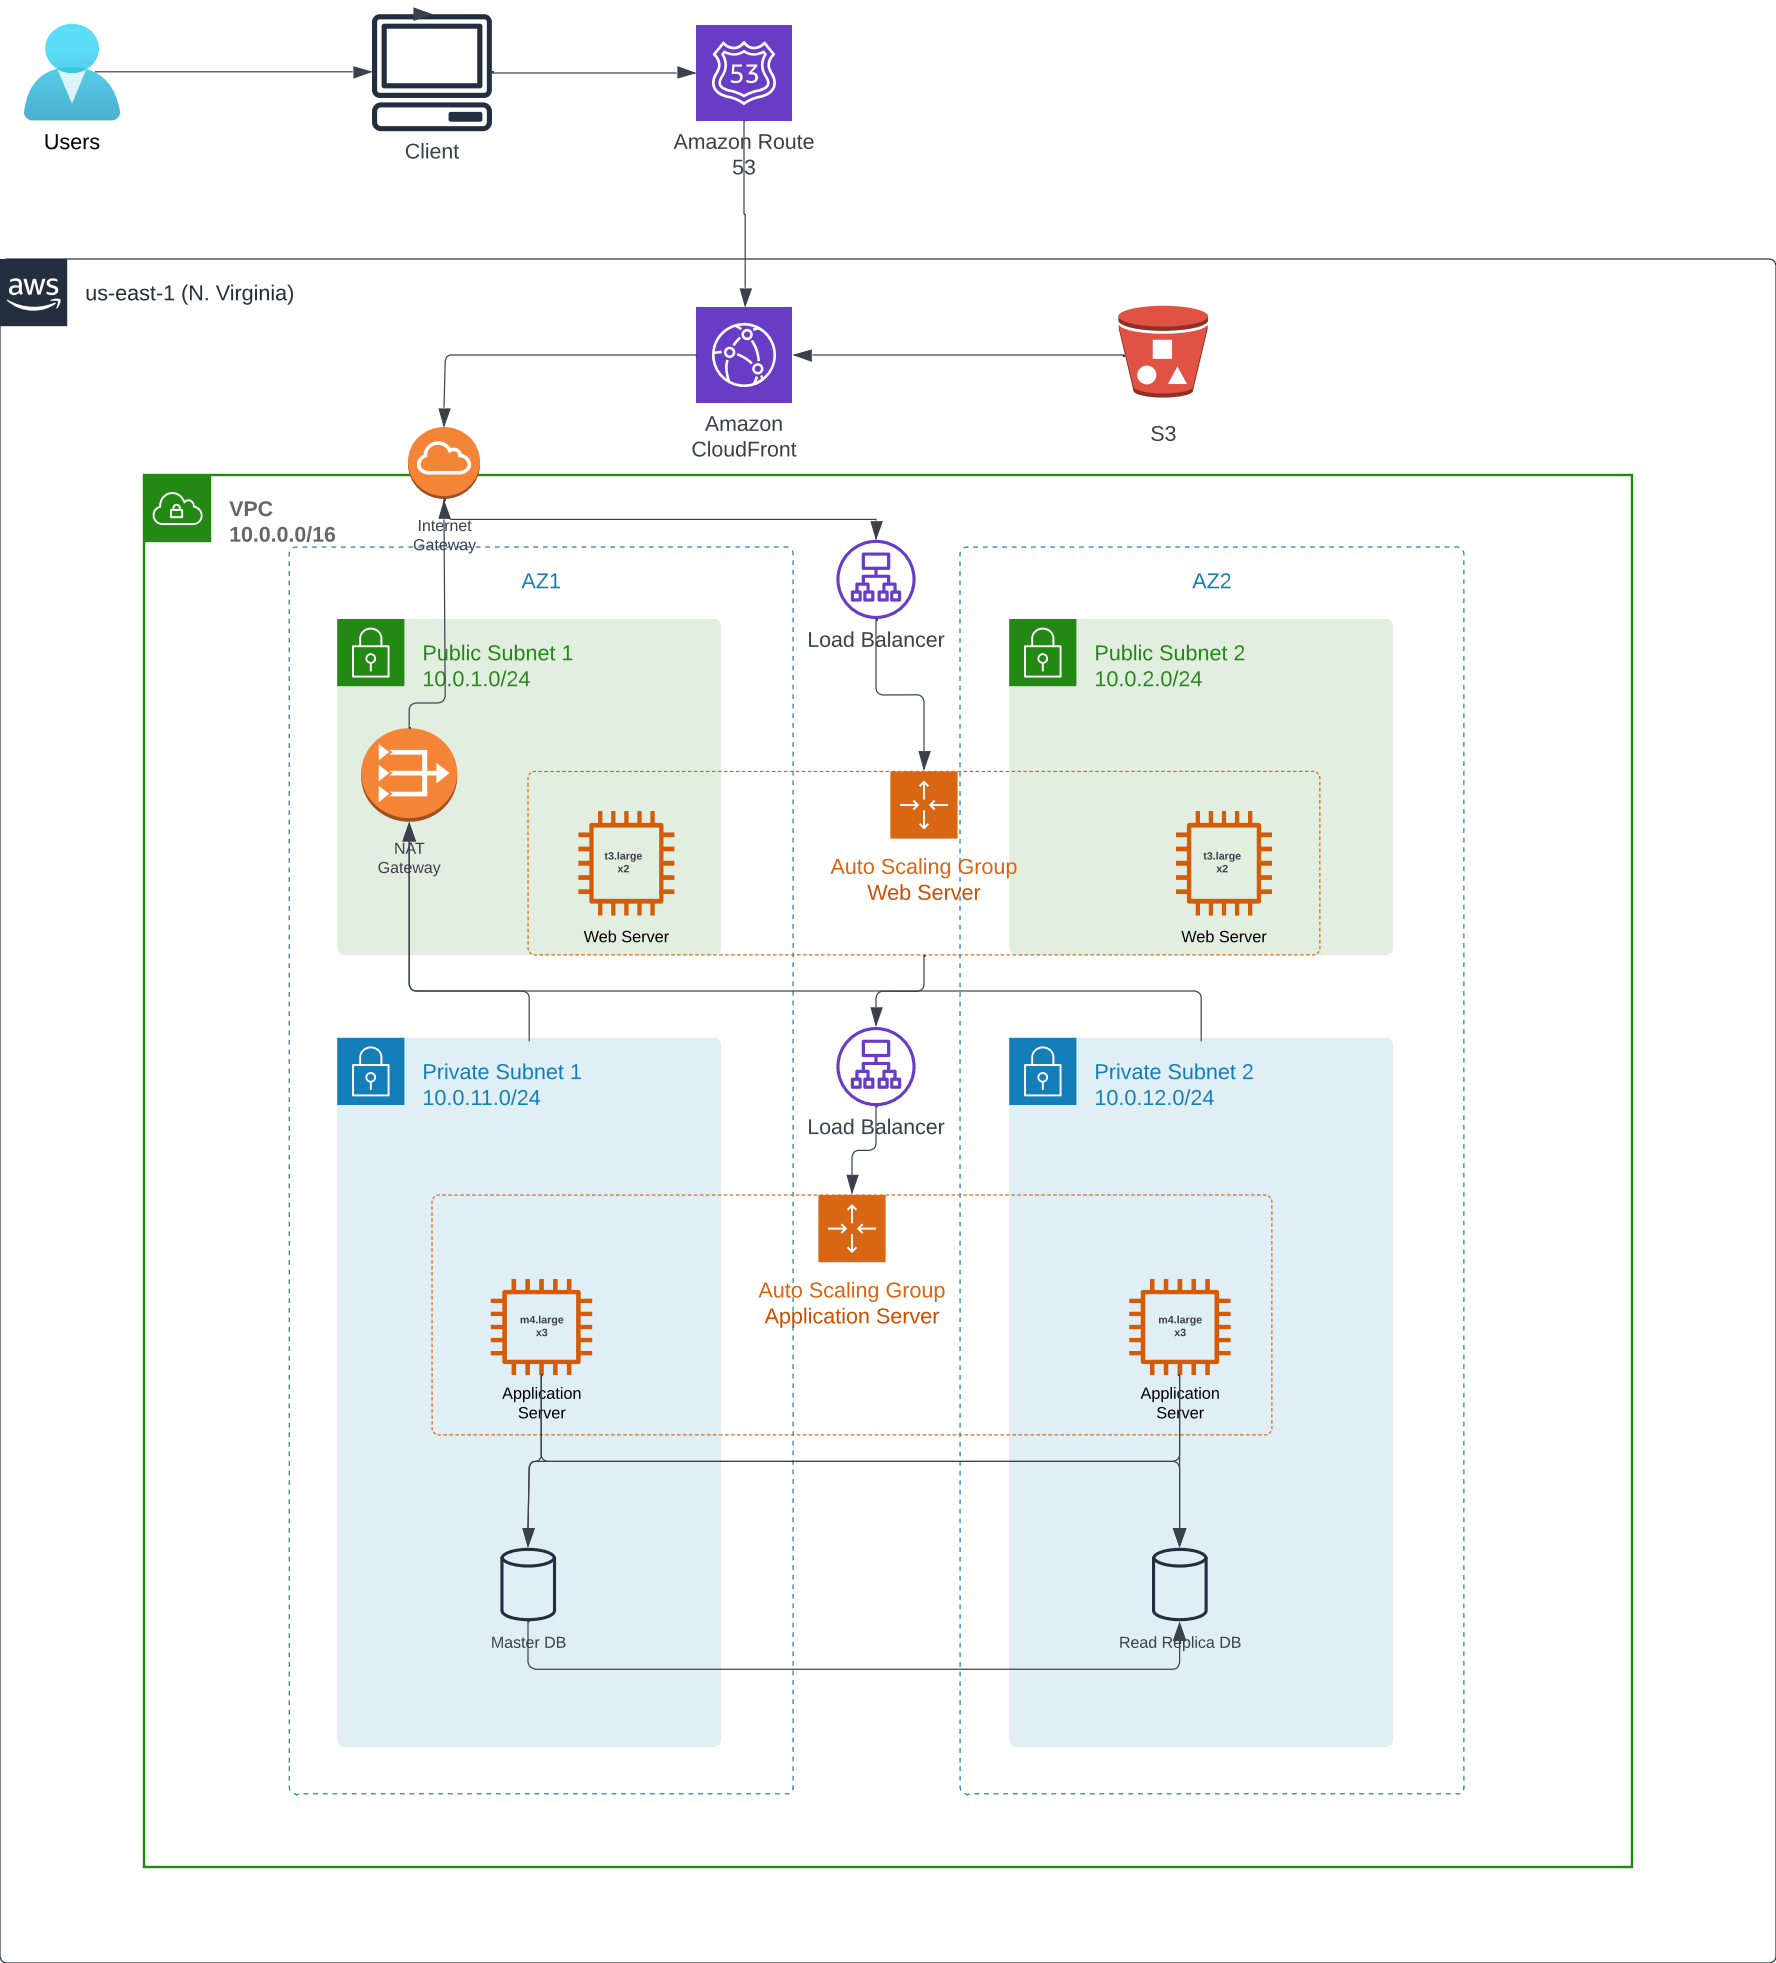 Users
Client
53
Amazon Route
53
aws
us-east-1 (N. Virginia)
Amazon
CloudFront
S3
VPC
10.0.0.0/16
Internet
Gateway
AZ1
AZ2
Load Balancer
Public Subnet 1
10.0.1.0/24
Public Subnet 2
10.0.2.0/24
NAT
Gateway
t3.large
x2
Web Server
Auto Scaling Group
Web Server
t3.large
x2
Web Server
Private Subnet 1
10.0.11.0/24
Load Balancer
Private Subnet 2
10.0.12.0/24
Auto Scaling Group
Application Server
m4.large
x3
Application
Server
m4.large
x3
Application
Server
Master DB
Read Replica DB